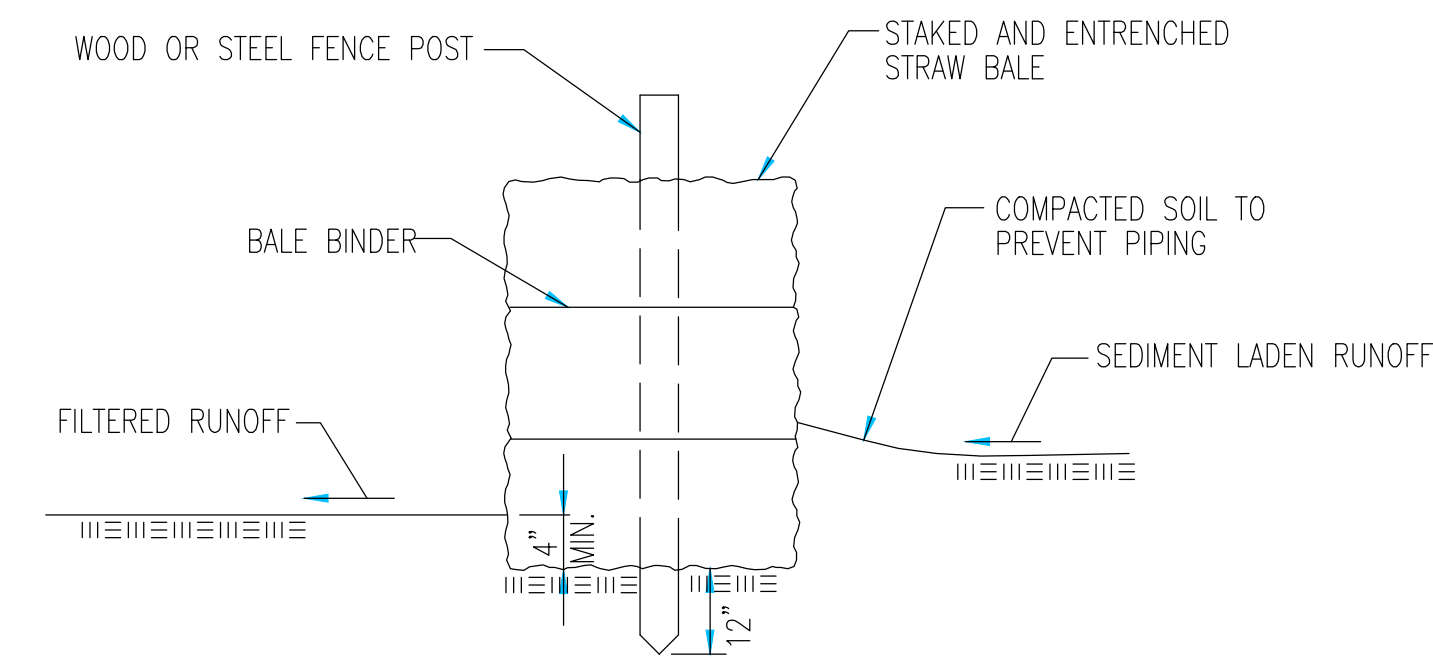 WOOD OR STEEL FENCE POST
STAKED AND ENTRENCHED
STRAW BALE
BALE BINDER
COMPACTED SOIL TO
PREVENT PIPING
SEDIMENT LADEN RUNOFF
FILTERED RUNOFF
4"
MIN.
12"